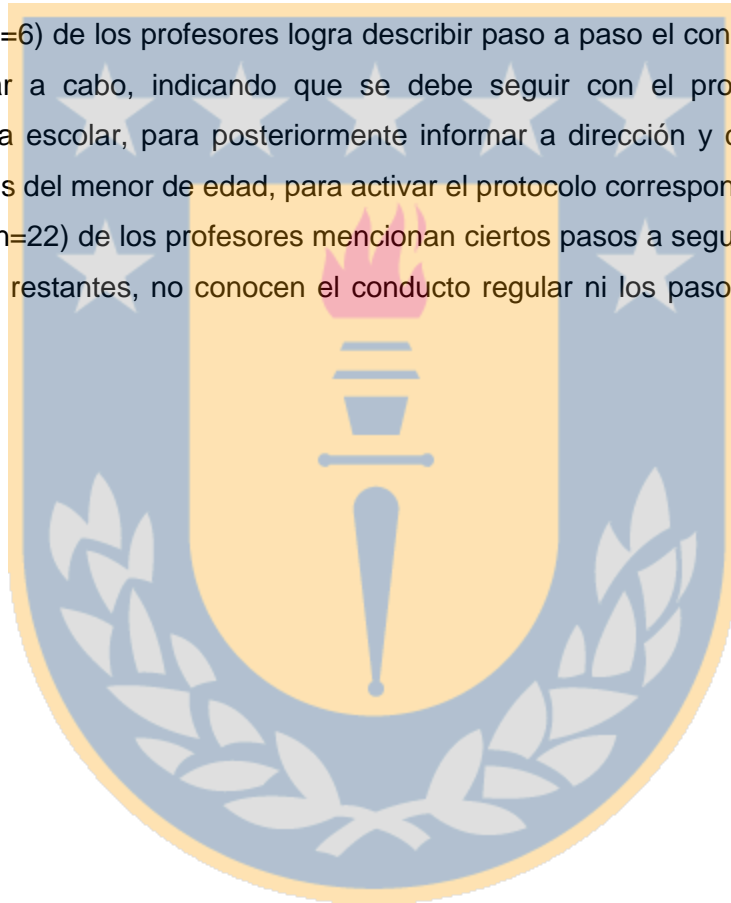 =6) de los profesores logra describir paso a paso el con
ar a cabo, indicando que se debe seguir con el pro
a escolar, para posteriormente informar a dirección y
s del menor de edad, para activar el protocolo correspon
n=22) de los profesores mencionan ciertos pasos a segu
restantes, no conocen el conducto regular ni los paso